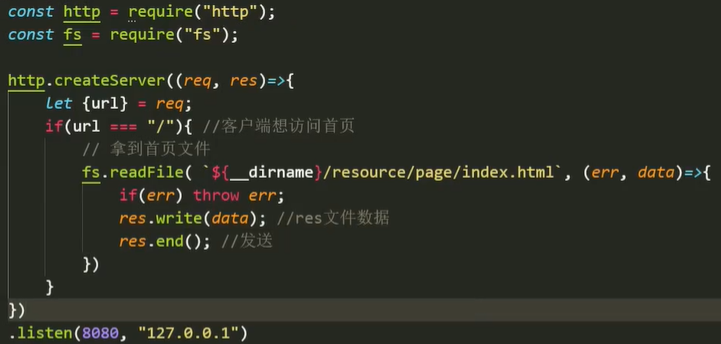 const http = require("http");
const fs = require("fs");

http.createServer((req, res)=>{
    let {url} = req;
    if(url === "/"){ //客户端想访问首页
        // 拿到首页文件
        fs.readFile( `${__dirname}/resource/page/index.html`, (err, data)=>{
            if(err) throw err;
            res.write(data); //res文件数据
            res.end(); //发送
        })
    }
})
.listen(8080, "127.0.0.1")